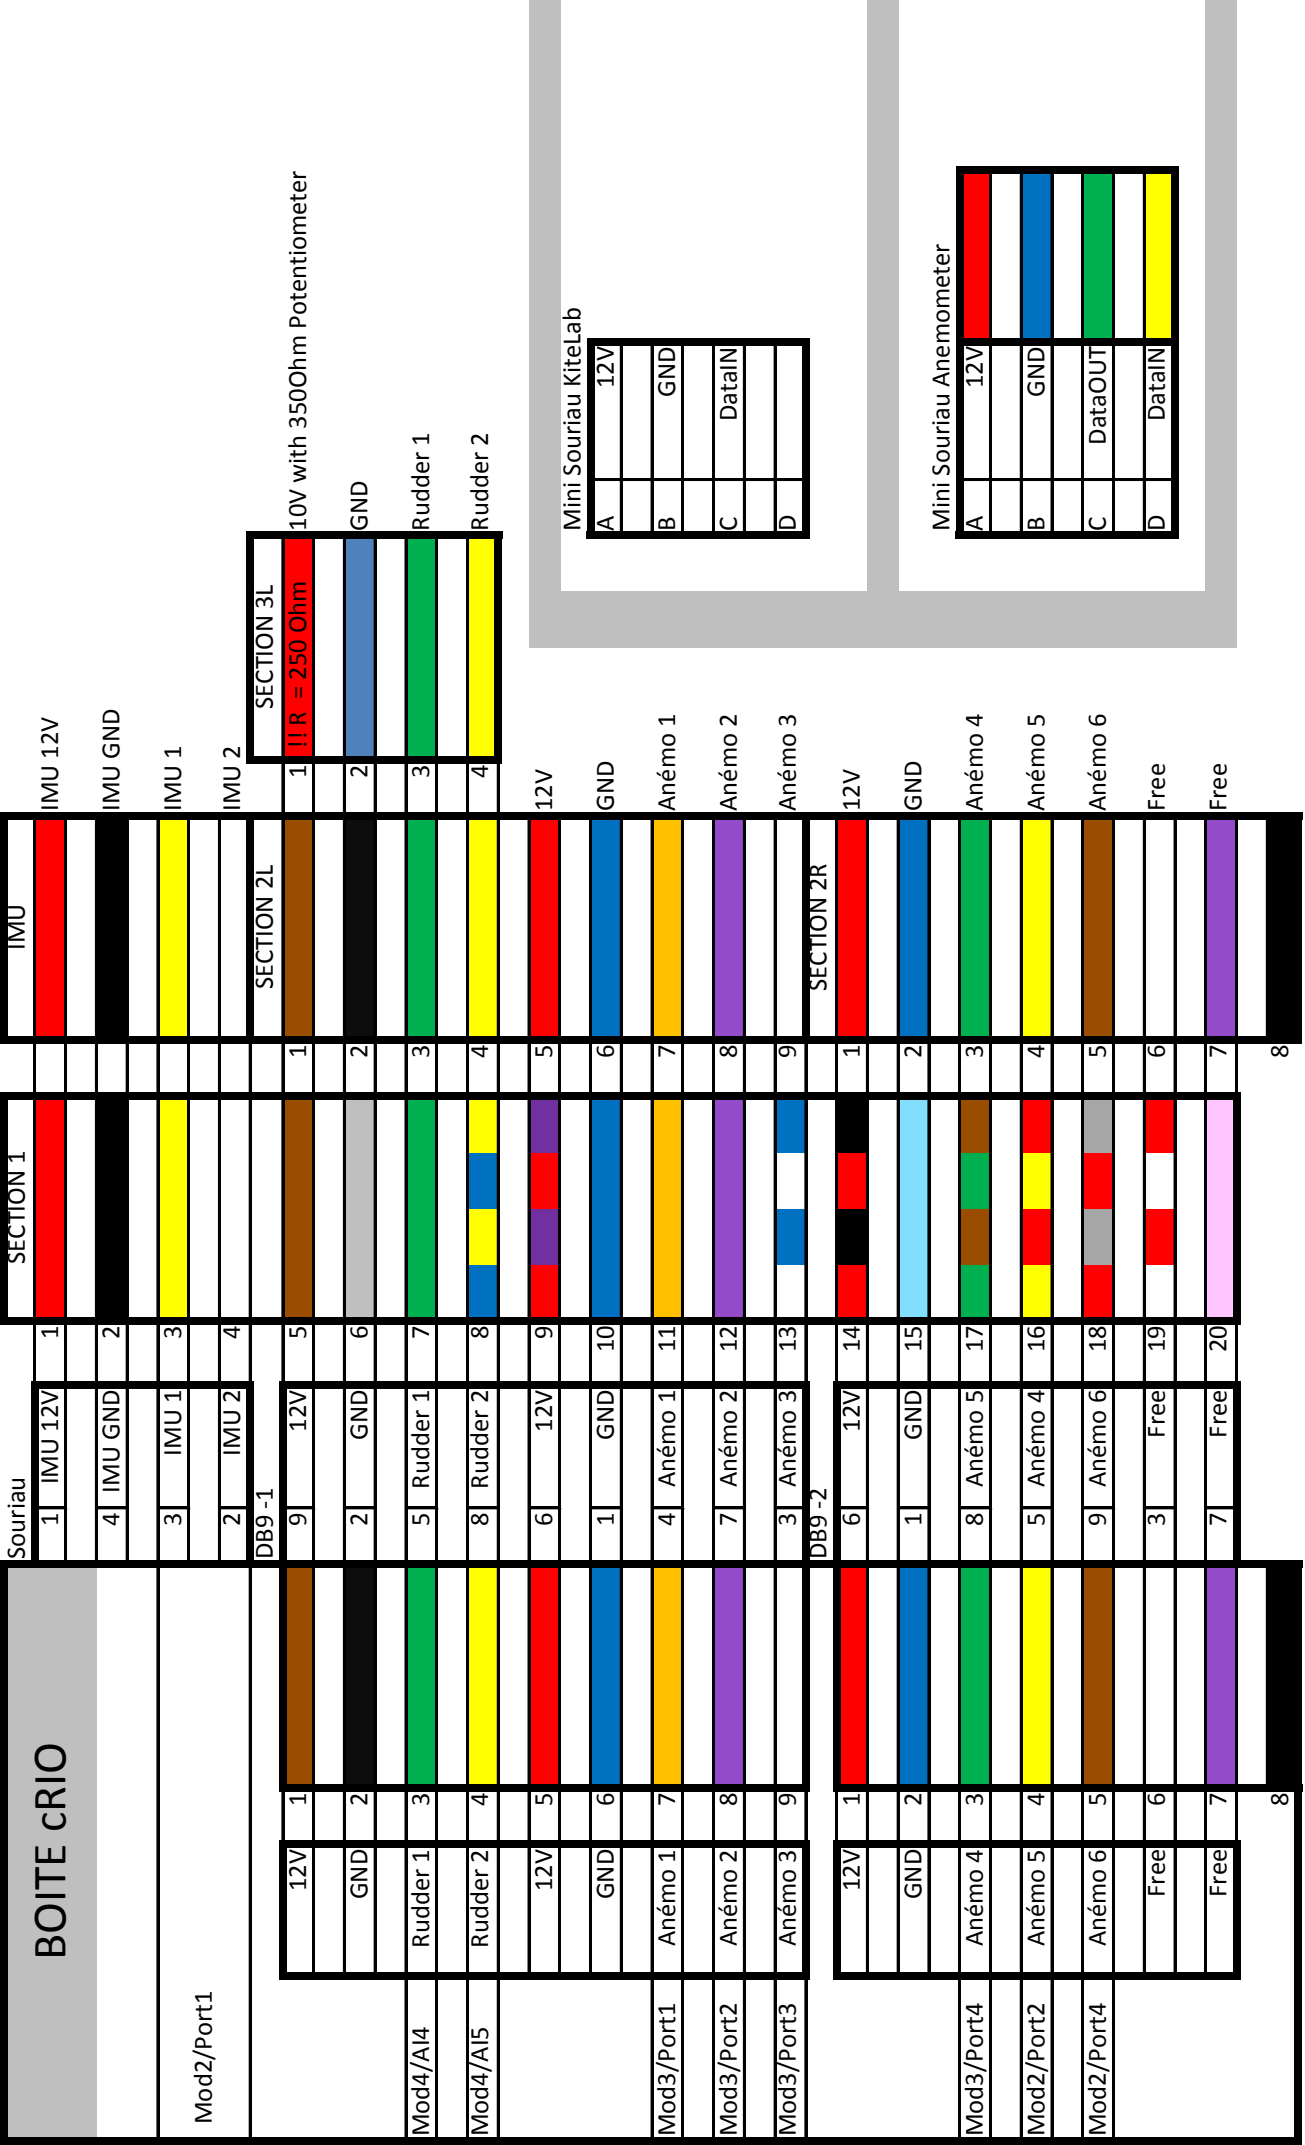 Souriau SECTION 1 IMU
BOITE cRIO 1 IMU 12V 1 IMU 12V
4 IMU GND 2 IMU GND
3 IMU 1 3 IMU 1
Mod2/Port1
2 IMU 2 4 IMU 2
DB9 -1 SECTION 2L SECTION 3L
12V 1 9 12V 5 1 1 !! R = 250 Ohm 10V with 350Ohm Potentiometer
GND 2 2 GND 6 2 2 GND
Mod4/AI4 Rudder 1 3 5 Rudder 1 7 3 3 Rudder 1
Mod4/AI5 Rudder 2 4 8 Rudder 2 8 4 4 Rudder 2
12V 5 6 12V 9 5 12V
Mini Souriau KiteLab
GND 6 1 GND 10 6 GND A 12V
Mod3/Port1 Anémo 1 7 4 Anémo 1 11 7 Anémo 1 B GND
Mod3/Port2 Anémo 2 8 7 Anémo 2 12 8 Anémo 2 C DataIN
Mod3/Port3 Anémo 3 9 3 Anémo 3 13 9 Anémo 3 D
DB9 -2 SECTION 2R
12V 1 6 12V 14 1 12V
GND 2 1 GND 15 2 GND
Mini Souriau Anemometer
Mod3/Port4 Anémo 4 3 8 Anémo 5 17 3 Anémo 4 A 12V
Mod2/Port2 Anémo 5 4 5 Anémo 4 16 4 Anémo 5 B GND
Mod2/Port4 Anémo 6 5 9 Anémo 6 18 5 Anémo 6 C DataOUT
Free 6 3 Free 19 6 Free D DataIN
Free 7 7 Free 20 7 Free
8 8